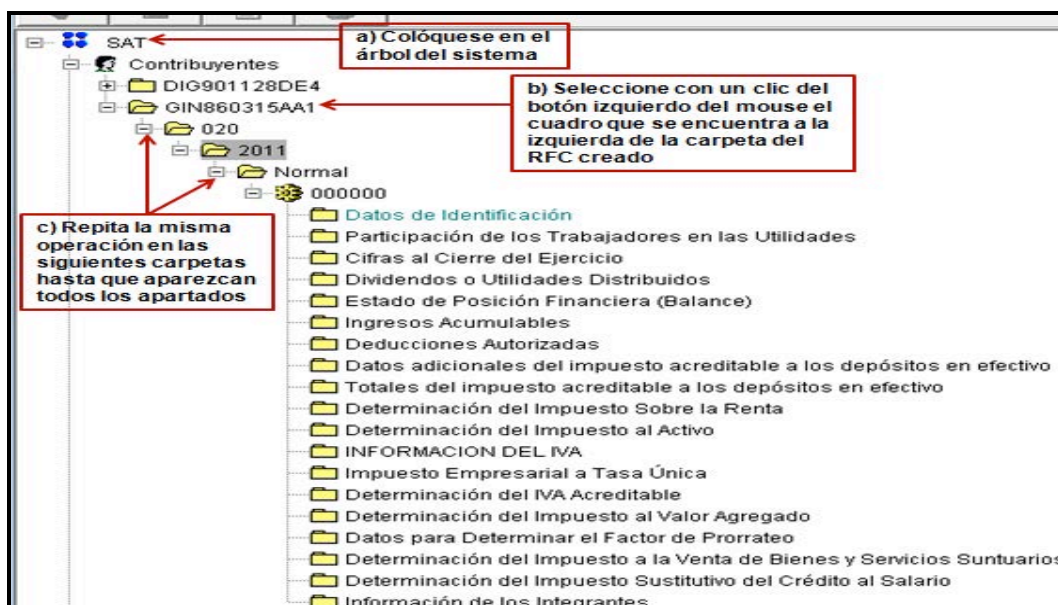 SAT
a) Colóquese en el
árbol del sistema
Contribuyentes
DIG901128DE4
GIN860315AA1
b) Seleccione con un clic del
botón izquierdo del mouse el
cuadro que se encuentra a la
izquierda de la carpeta del
RFC creado
020
2011
Normal
000000
c) Repita la misma
operación en las
siguientes carpetas
hasta que aparezcan
todos los apartados
Datos de Identificación
Participación de los Trabajadores en las Utilidades
Cifras al Cierre del Ejercicio
Dividendos o Utilidades Distribuidos
Estado de Posición Financiera (Balance)
Ingresos Acumulables
Deducciones Autorizadas
Datos adicionales del impuesto acreditable a los depósitos en efectivo
Totales del impuesto acreditable a los depósitos en efectivo
Determinación del Impuesto Sobre la Renta
Determinación del Impuesto al Activo
INFORMACION DEL IVA
Impuesto Empresarial a Tasa Única
Determinación del IVA Acreditable
Determinación del Impuesto al Valor Agregado
Datos para Determinar el Factor de Prorrateo
Determinación del Impuesto a la Venta de Bienes y Servicios Suntuarios
Determinación del Impuesto Sustitutivo del Crédito al Salario
Información de los Integrantes